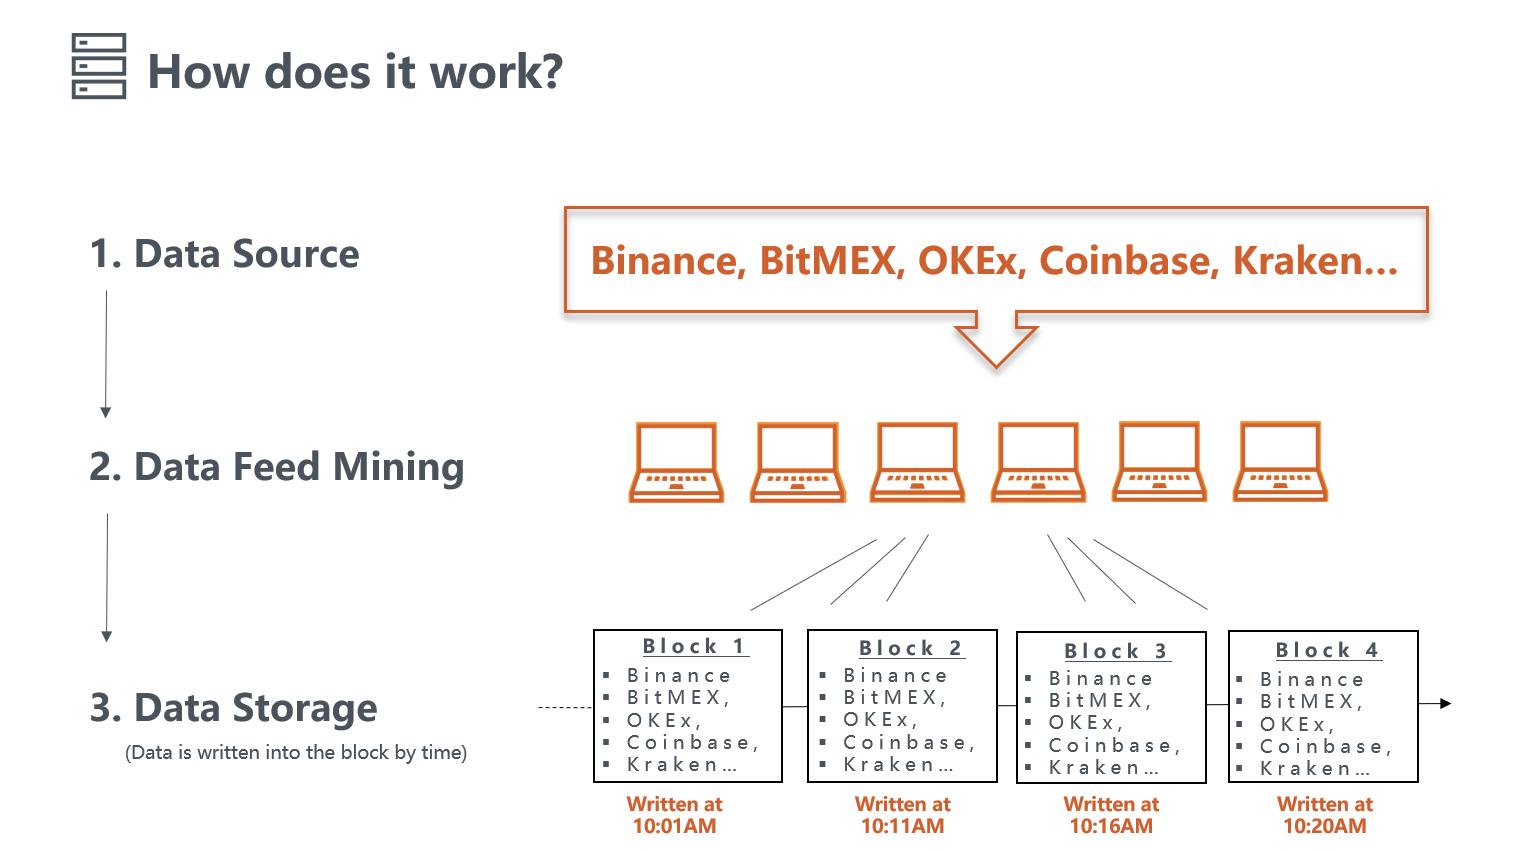 How does it work?
1. Data Source
Binance, BitMEX, OKEx, Coinbase, Kraken...
2. Data Feed Mining
3. Data Storage
(Data is written into the block by time)
Block 1
▪ Binance
▪ BitMEX,
▪ OKEx,
▪ Coinbase,
▪ Kraken...
Written at
10:01AM
Block 2
▪ Binance
▪ BitMEX,
▪ OKEx,
▪ Coinbase,
▪ Kraken...
Written at
10:11AM
Block 3
▪ Binance
▪ BitMEX,
▪ OKEx,
▪ Coinbase,
▪ Kraken...
Written at
10:16AM
Block 4
▪ Binance
▪ BitMEX,
▪ OKEx,
▪ Coinbase,
▪ Kraken...
Written at
10:20AM